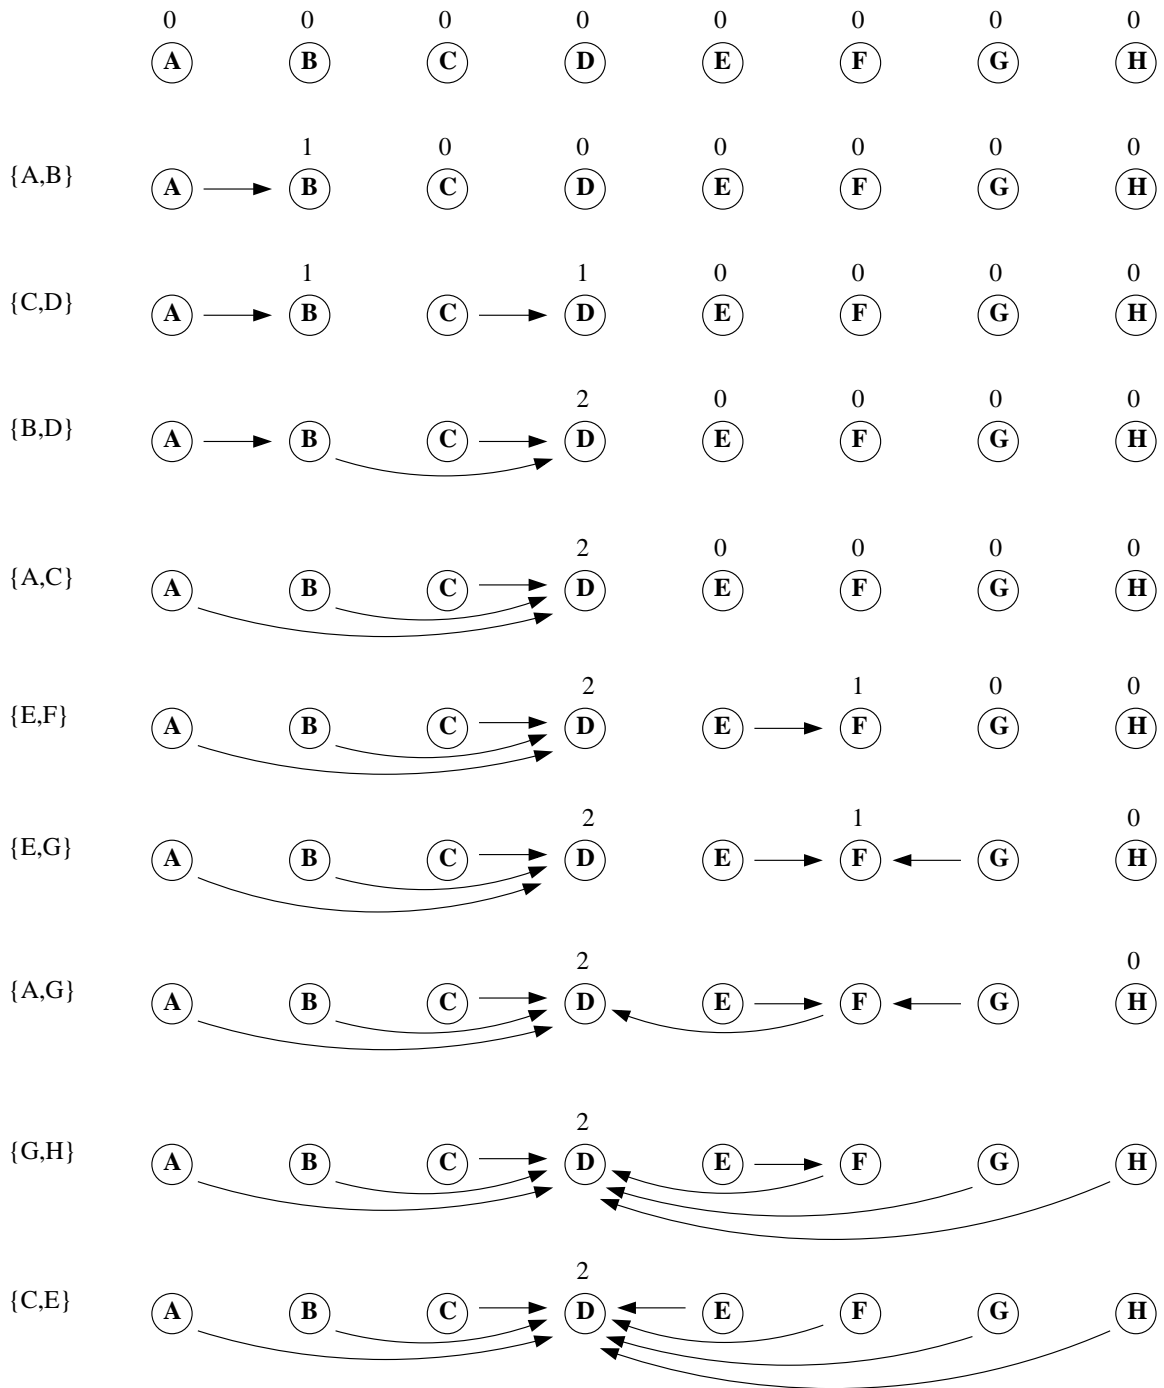 0 0 0 0 0 0 0 0
A B C D E F G H
1 0 0 0 0 0 0
{A,B} A B C D E F G H
1 1 0 0 0 0
{C,D} A B C D E F G H
2 0 0 0 0
{B,D} A B C D E F G H
2 0 0 0 0
{A,C} A B C D E F G H
2 1 0 0
{E,F} A B C D E F G H
2 1 0
{E,G} A B C D E F G H
2 0
{A,G} A B C D E F G H
2
{G,H} A B C D E F G H
2
{C,E} A B C D E F G H